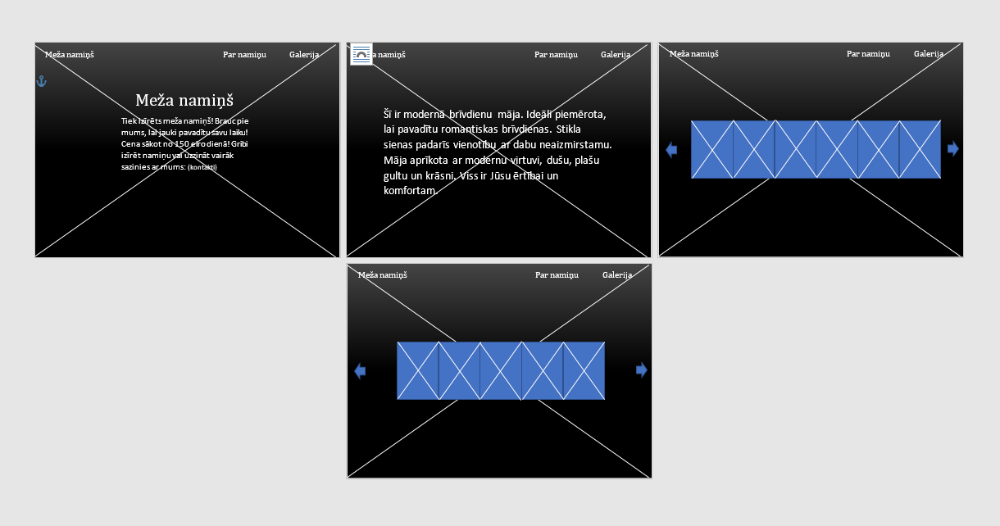 Meža namiņš Par namiņu Galerija
Meža namiņš
Tiek izīrēts meža namiņš! Brauc pie
mums, lai jauki pavadītu savu laiku!
Cena sākot no 150 eiro dienā! Gribi
izīrēt namiņu vai uzzināt vairāk
sazinies ar mums: (kontakti)
a namiņš Par namiņu Galerija
Šī ir moderna brīvdienu māja. Ideāli piemērota,
lai pavadītu romantiskas brīvdienas. Stikla
sienas padarīs vienotību ar dabu neaizmirstamu.
Māja aprīkota ar modernu virtuvi, dušu, plašu
gultu un krāsni. Viss ir Jūsu ērtībai un
komfortam.
Meža namiņš Par namiņu Galerija
Meža namiņš Par namiņu Galerija